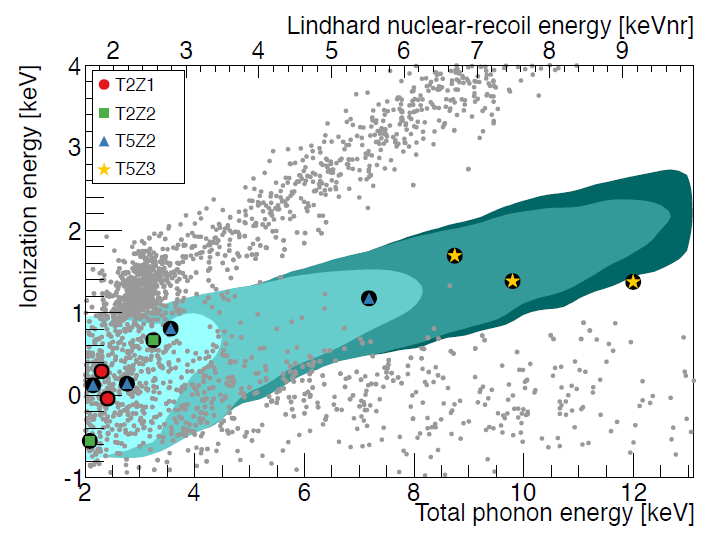 Lindhard nuclear-recoil energy [keVnr]
2 3 4 5 6 7 8 9
4
T2Z1
T2Z2
T5Z2
T5Z3
3
2
1
0
-1
Ionization energy [keV]
2 4 6 8 10 12
Total phonon energy [keV]